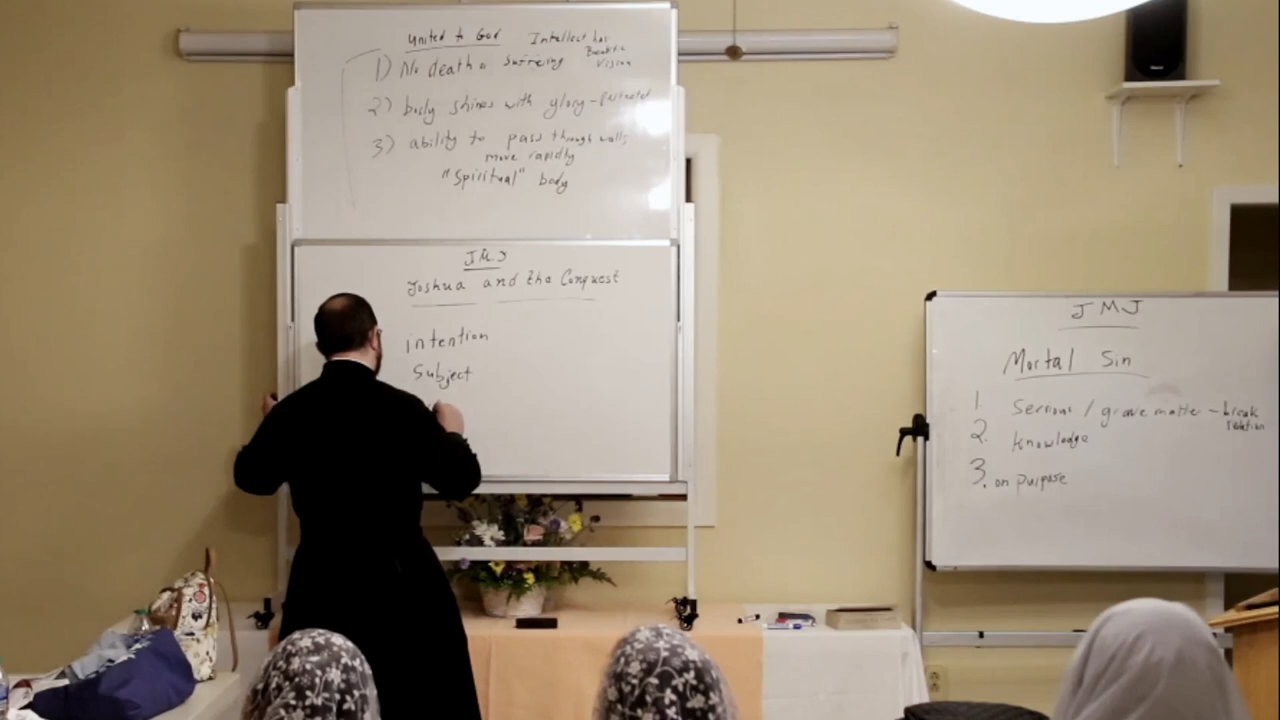 United to God Intellect has
Beatific
Vision
1) No death or suffering
2) body shines with glory -
3) ability to pass through walls
move rapidly
"Spiritual" body
J.M.J
Joshua and the Conquest
intention
Subject
JMJ
Mortal Sin
1. Serious / grave matter - break
relation
2. Knowledge
3. on purpose